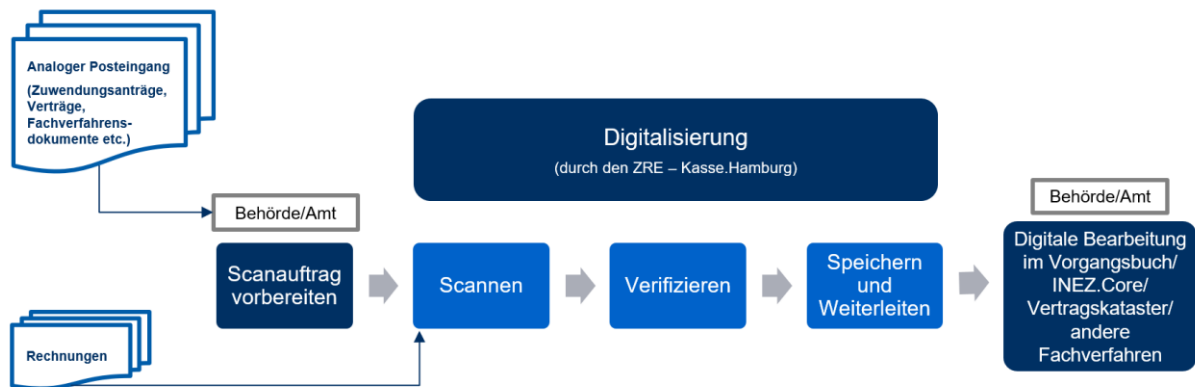 Analoger Posteingang
(Zuwendungsanträge,
Verträge,
Fachverfahrens-
dokumente etc.)
Digitalisierung
(durch den ZRE – Kasse.Hamburg)
Behörde/Amt
Behörde/Amt
Scanauftrag
vorbereiten
Scannen
Verifizieren
Speichern
und
Weiterleiten
Digitale Bearbeitung
im Vorgangsbuch/
INEZ.Core/
Vertragskataster/
andere
Fachverfahren
Rechnungen